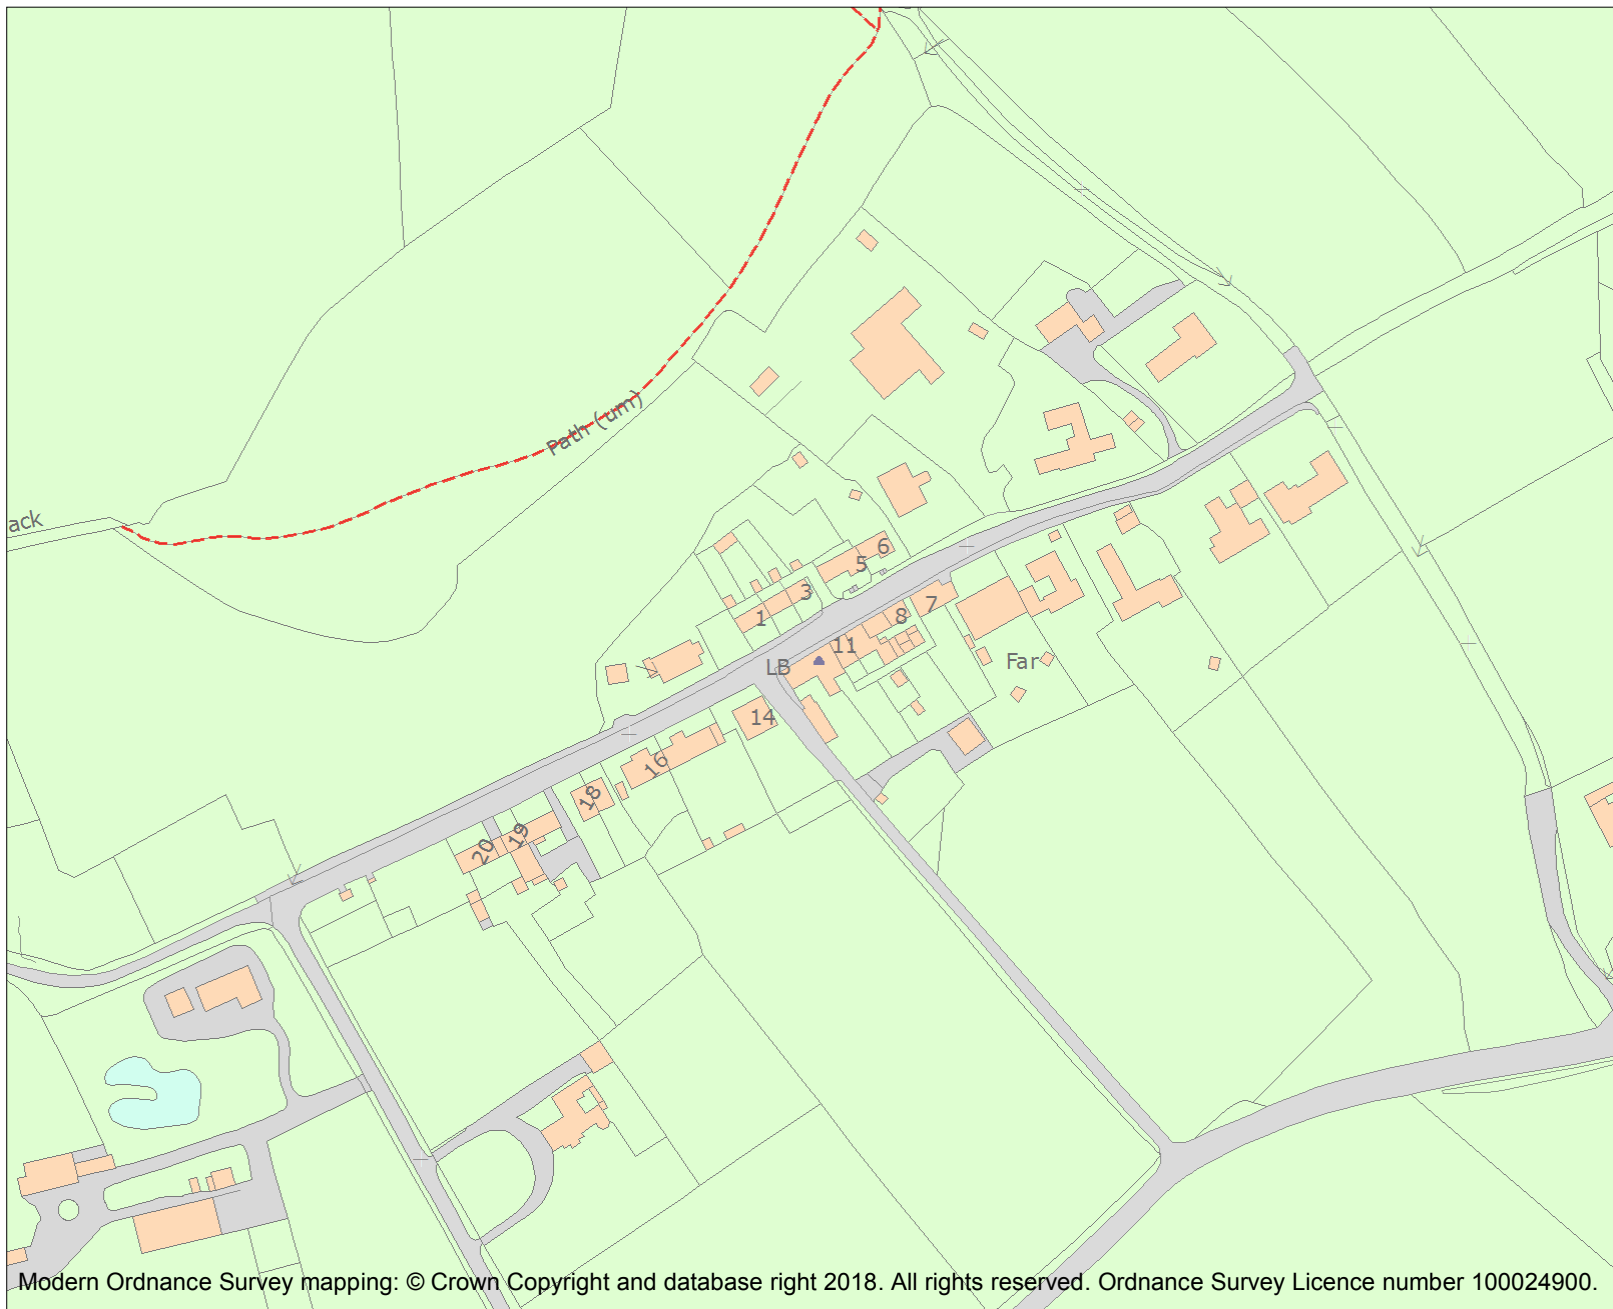 ack
Path (um)
6
5
3
1
8
7
11
LB
Far
14
16
18
19
20
Modern Ordnance Survey mapping: © Crown Copyright and database right 2018. All rights reserved. Ordnance Survey Licence number 100024900.